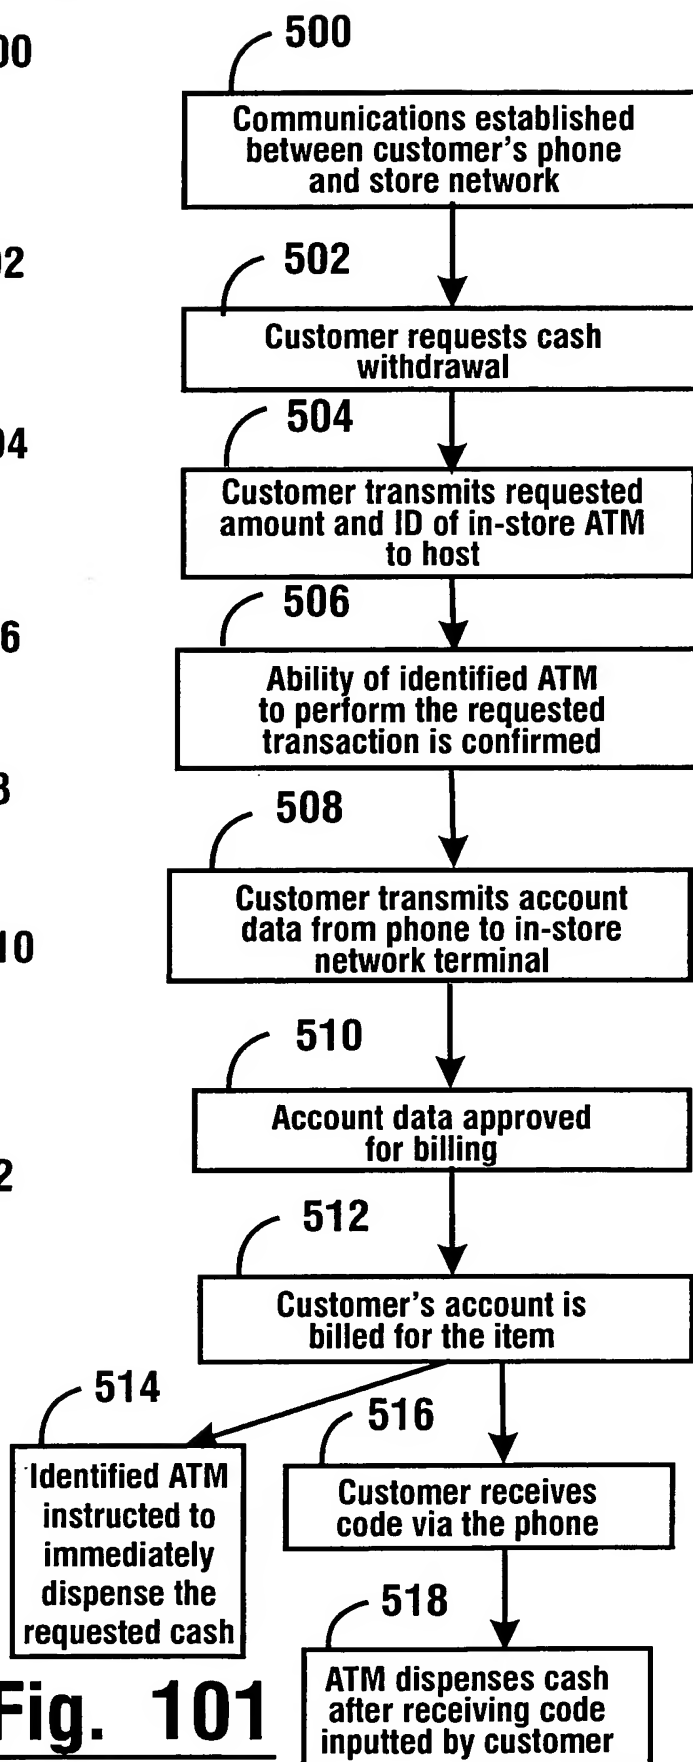 500
Communications established
between customer's phone
and store network
502
Customer requests cash
withdrawal
504
Customer transmits requested
amount and ID of in-store ATM
to host
506
Ability of identified ATM
to perform the requested
transaction is confirmed
508
Customer transmits account
data from phone to in-store
network terminal
510
Account data approved
for billing
512
Customer's account is
billed for the item
514
Identified ATM
instructed to
immediately
dispense the
requested cash
516
Customer receives
code via the phone
518
ATM dispenses cash
after receiving code
inputted by customer
Fig. 101